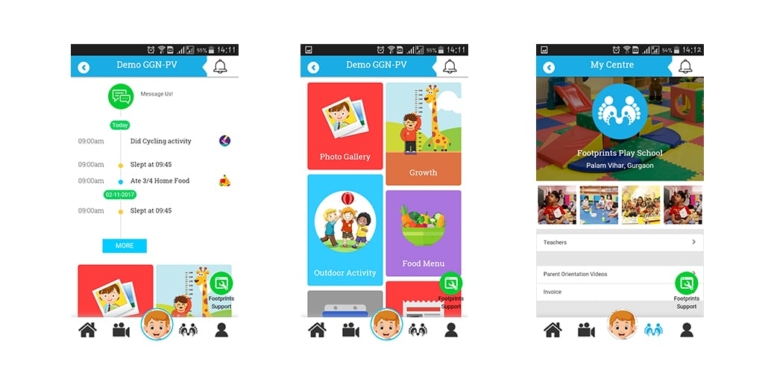 55% 14:11
Demo GGN-PV
Message Us!
Today
09:00am Did Cycling activity
09:00am Slept at 09:45
09:00am Ate 3/4 Home Food
02-11-2017
09:00am Slept at 09:45
MORE
Footprints
Support
55% 14:11
Demo GGN-PV
Photo Gallery
Growth
Outdoor Activity
Food Menu
Footprints
Support
54% 14:12
My Centre
Footprints Play School
Palam Vihar, Gurgaon
Teachers
Parent Orientation Videos
Invoice
Footprints
Support